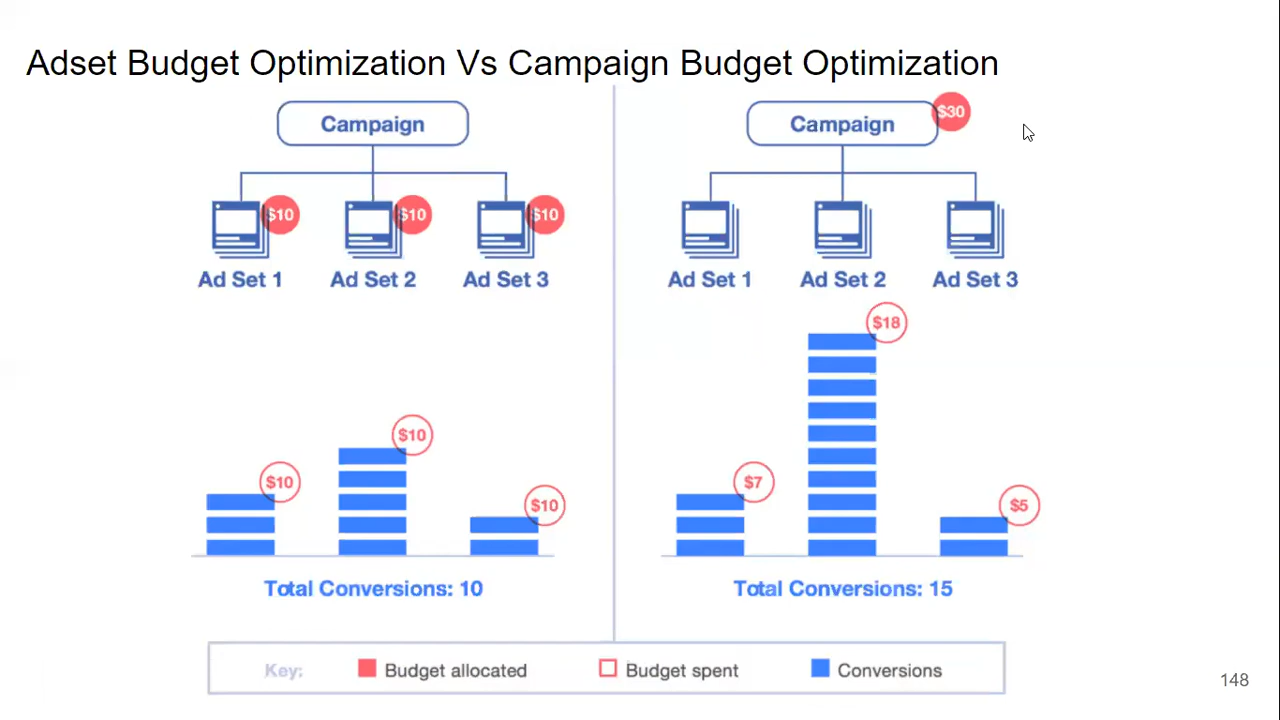 Adset Budget Optimization Vs Campaign Budget Optimization
Campaign
$10
$10
$10
Ad Set 1
Ad Set 2
Ad Set 3
$10
$10
$10
Total Conversions: 10
Campaign
$30
Ad Set 1
Ad Set 2
Ad Set 3
$7
$18
$5
Total Conversions: 15
Key:
Budget allocated
Budget spent
Conversions
148